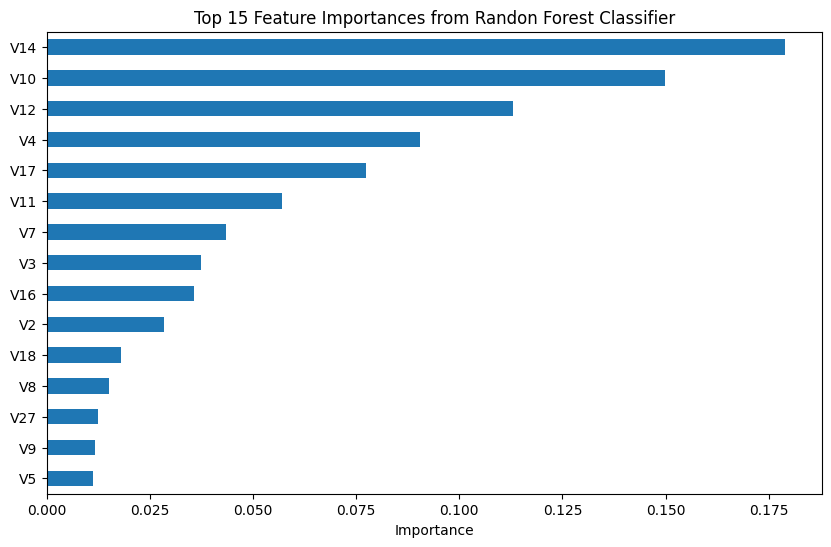 Top 15 Feature Importances from Randon Forest Classifier
V14
V10
V12
V4
V17
V11
V7
V3
V16
V2
V18
V8
V27
V9
V5
0.000 0.025 0.050 0.075 0.100 0.125 0.150 0.175
Importance